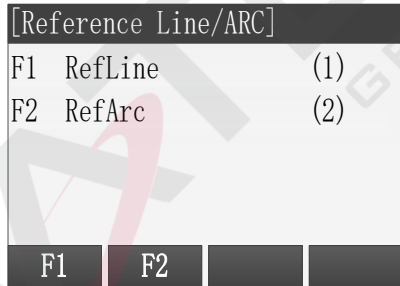 [Reference Line/ARC]
F1 RefLine (1)
F2 RefArc (2)
F1 F2